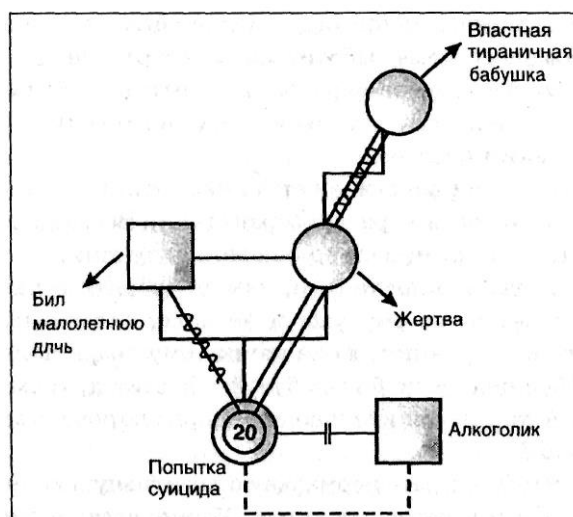 Властная
тираничная
бабушка
Бил
малолетнюю
длчь
Жертва
20
Алкоголик
Попытка
суицида